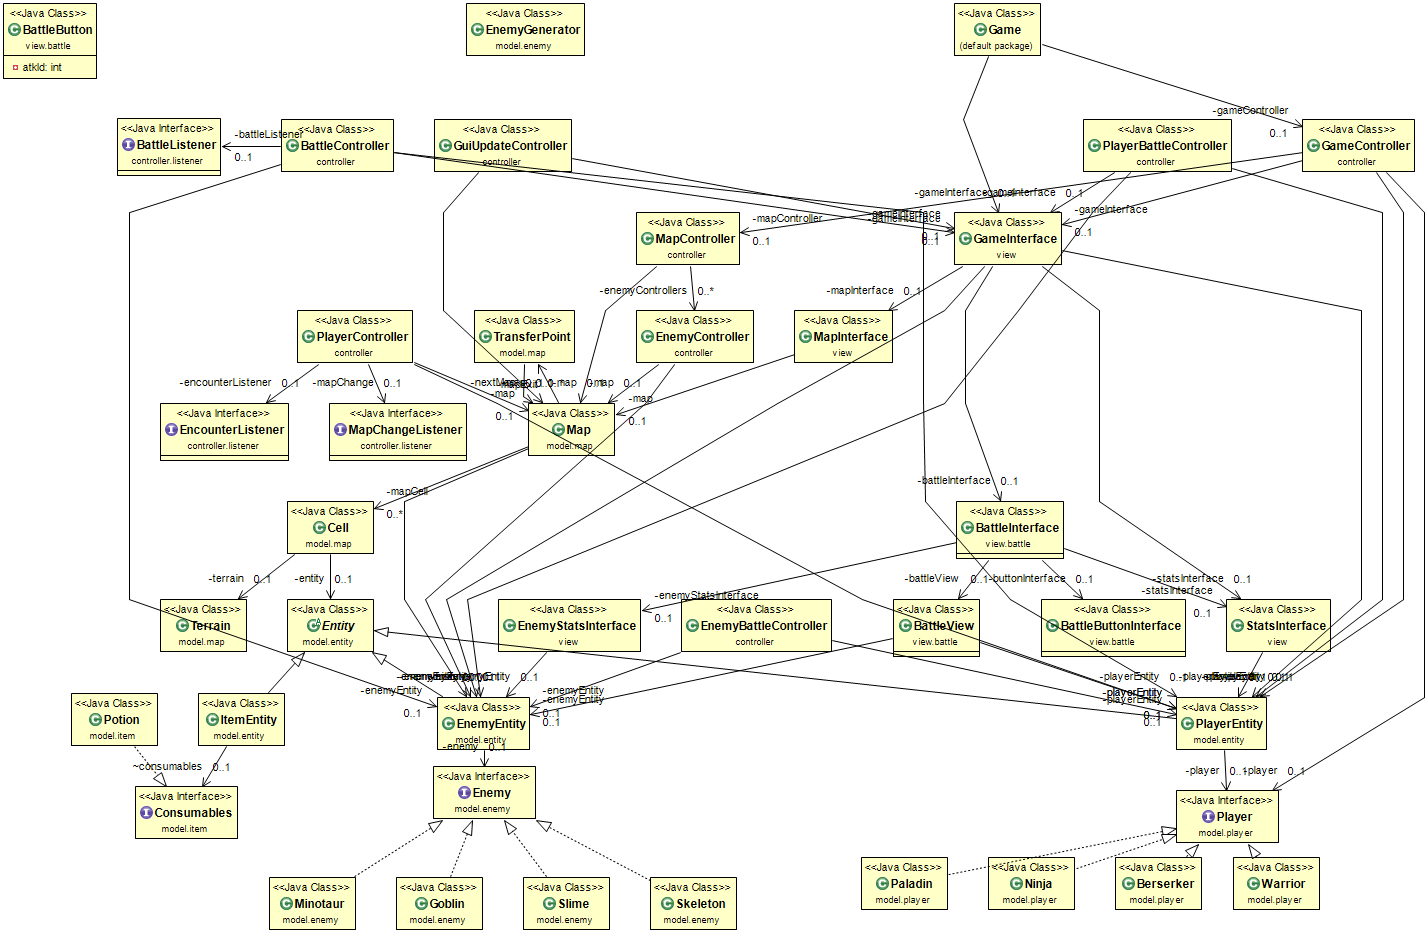 <<Java Class>>
BattleButton
view.battle
atkId: int
<<Java Class>>
EnemyGenerator
model.enemy
<<Java Class>>
Game
(default package)
-gameController
0..1
<<Java Interface>>
BattleListener
controller.listener
-battleListener
0..1
<<Java Class>>
BattleController
controller
<<Java Class>>
GuiUpdateController
controller
<<Java Class>>
PlayerBattleController
controller
<<Java Class>>
GameController
controller
-gameInterface
0..1
-gameInterface
0..1
-gameInterface
0..1
-mapController
0..1
<<Java Class>>
MapController
controller
<<Java Class>>
GameInterface
view
-enemyControllers
0..*
-mapInterface
0..1
<<Java Class>>
PlayerController
controller
<<Java Class>>
TransferPoint
model.map
<<Java Class>>
EnemyController
controller
<<Java Class>>
MapInterface
view
-encounterListener
0..1
-mapChange
0..1
-map
0..1
-map
-map
0..1
-map
0..1
<<Java Interface>>
EncounterListener
controller.listener
<<Java Interface>>
MapChangeListener
controller.listener
<<Java Class>>
Map
model.map
-mapCell
0..*
-battleInterface
0..1
<<Java Class>>
Cell
model.map
<<Java Class>>
BattleInterface
view.battle
-terrain
0..1
-entity
0..1
-battleView
0..1
-buttonInterface
0..1
-statsInterface
0..1
-statsInterface
0..1
-enemyStatsInterface
0..1
<<Java Class>>
Terrain
model.map
<<Java Class>>
Entity
model.entity
<<Java Class>>
EnemyStatsInterface
view
<<Java Class>>
EnemyBattleController
controller
<<Java Class>>
BattleView
view.battle
<<Java Class>>
BattleButtonInterface
view.battle
<<Java Class>>
StatsInterface
view
-enemyEntity
0..1
-enemyEntity
0..1
-enemyEntity
0..1
-playerEntity
0..1
-playerEntity
0..1
-playerEntity
0..1
<<Java Class>>
Potion
model.item
<<Java Class>>
ItemEntity
model.entity
<<Java Class>>
EnemyEntity
model.entity
<<Java Class>>
PlayerEntity
model.entity
~consumables
0..1
-enemy
0..1
-player
0..1
-player
0..1
<<Java Interface>>
Consumables
model.item
<<Java Interface>>
Enemy
model.enemy
<<Java Interface>>
Player
model.player
<<Java Class>>
Minotaur
model.enemy
<<Java Class>>
Goblin
model.enemy
<<Java Class>>
Slime
model.enemy
<<Java Class>>
Skeleton
model.enemy
<<Java Class>>
Paladin
model.player
<<Java Class>>
Ninja
model.player
<<Java Class>>
Berserker
model.player
<<Java Class>>
Warrior
model.player